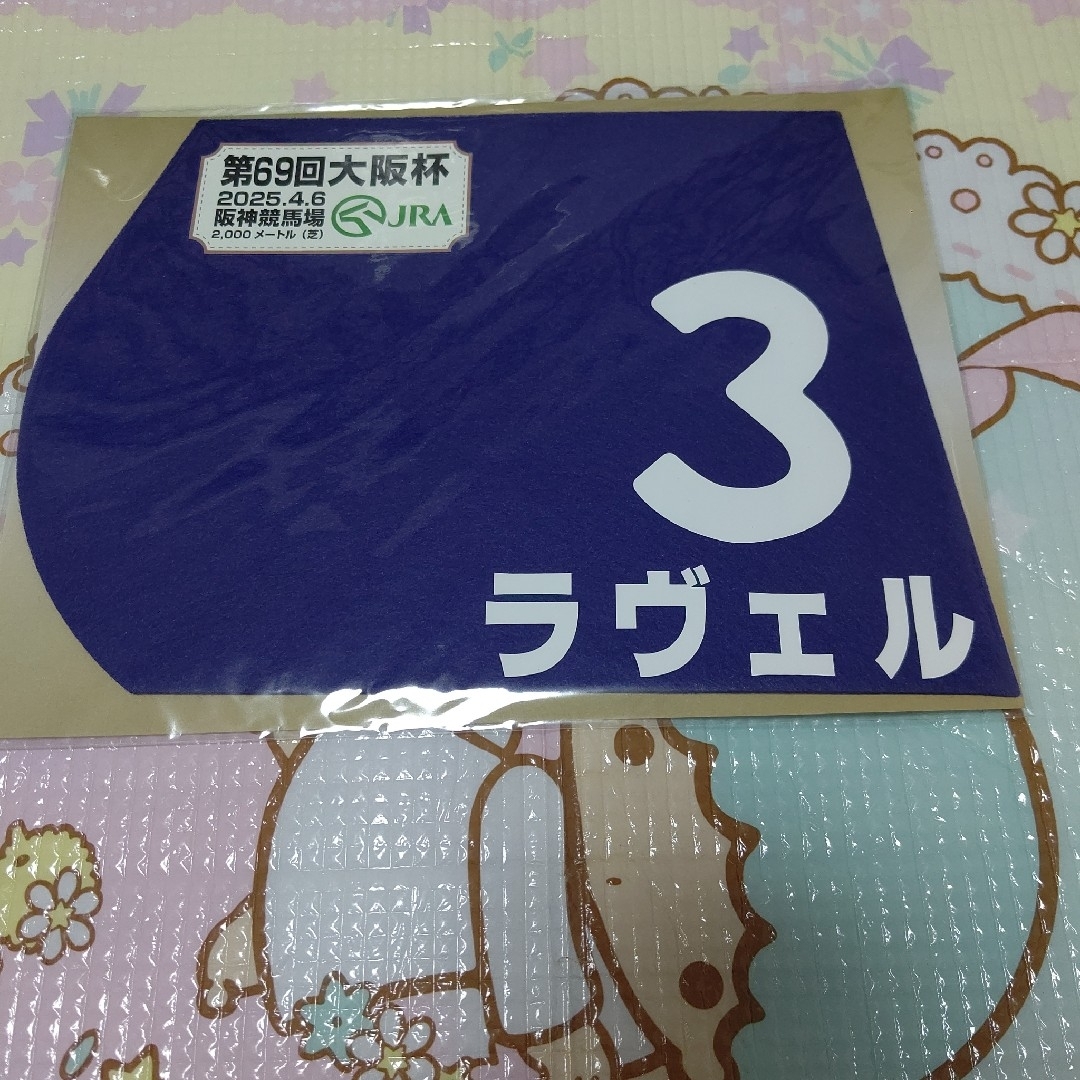 第69回大阪杯
2025.4.6
阪神競馬場
2,000メートル(芝)
JRA
3
ラヴェル